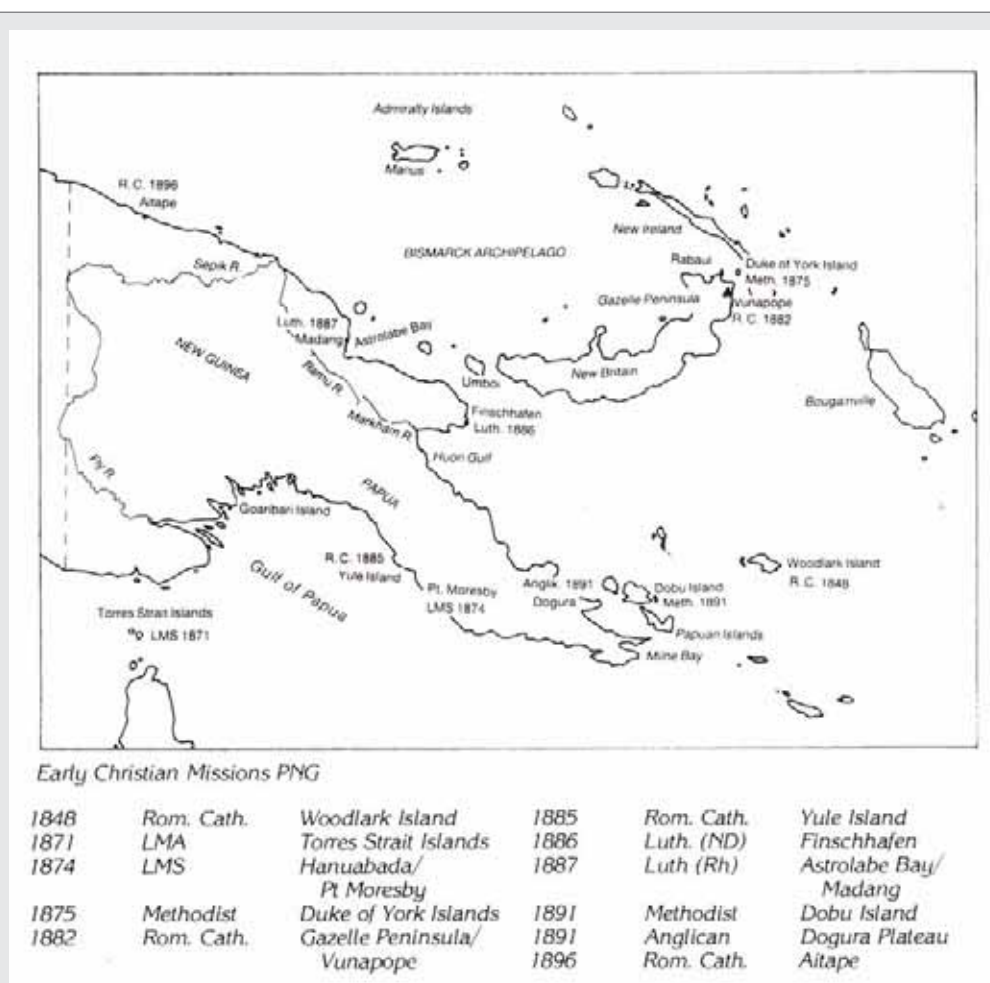 Admiralty Islands
Manus
R.C. 1896
Aitape
New Ireland
BISMARCK ARCHIPELAGO
Sepik R.
Rabaul
Duke of York Island
Meth. 1875
Gazelle Peninsula
Vunapope
R.C. 1882
Luth. 1887
Madang
Astrolabe Bay
NEW GUINSA
Ramu R.
Umboi
New Britain
Bouganville
Markham R.
Finschhafen
Luth. 1886
Huon Gulf
Fly R.
PAPUA
Goaribari Island
R.C. 1885
Yule Island
Gulf of Papua
Pt. Moresby
LMS 1874
Anglik. 1891
Dogura
Dobu Island
Meth. 1891
Woodlark Island
R.C. 1848
Papuan Islands
Milne Bay
Torres Strait Islands
LMS 1871
Early Christian Missions PNG
1848 Rom. Cath. Woodlark Island 1885 Rom. Cath. Yule Island
1871 LMA Torres Strait Islands 1886 Luth. (ND) Finschhafen
1874 LMS Hanuabada/ 1887 Luth (Rh) Astrolabe Bay/
Pt Moresby Madang
1875 Methodist Duke of York Islands 1891 Methodist Dobu Island
1882 Rom. Cath. Gazelle Peninsula/ 1891 Anglican Dogura Plateau
Vunapope 1896 Rom. Cath. Aitape